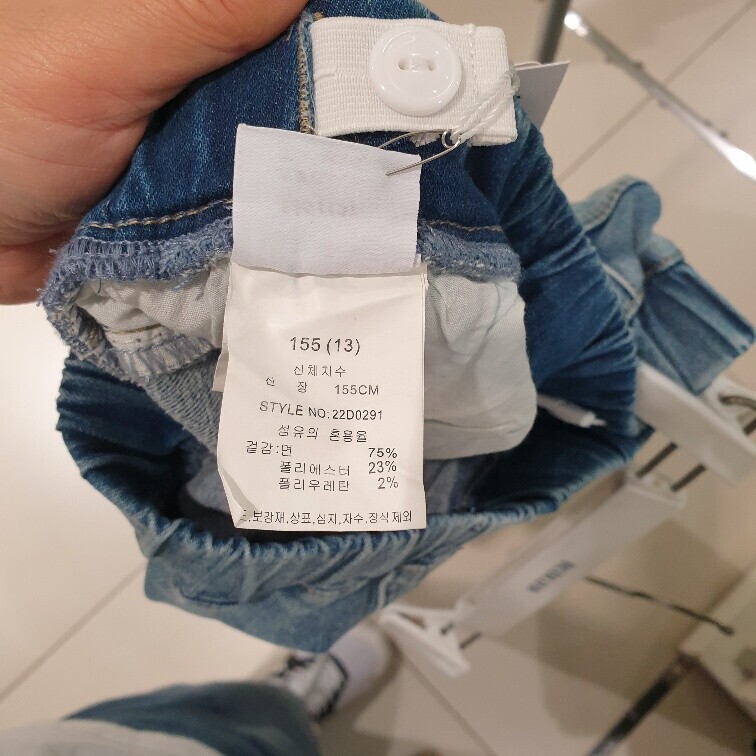 155 (13)
신체치수
신 장 155CM
STYLE NO:22D0291
섬유의 혼용율
겉감:면 75%
폴리에스터 23%
폴리우레탄 2%
보강재,상표,심지,자수,장식 제외